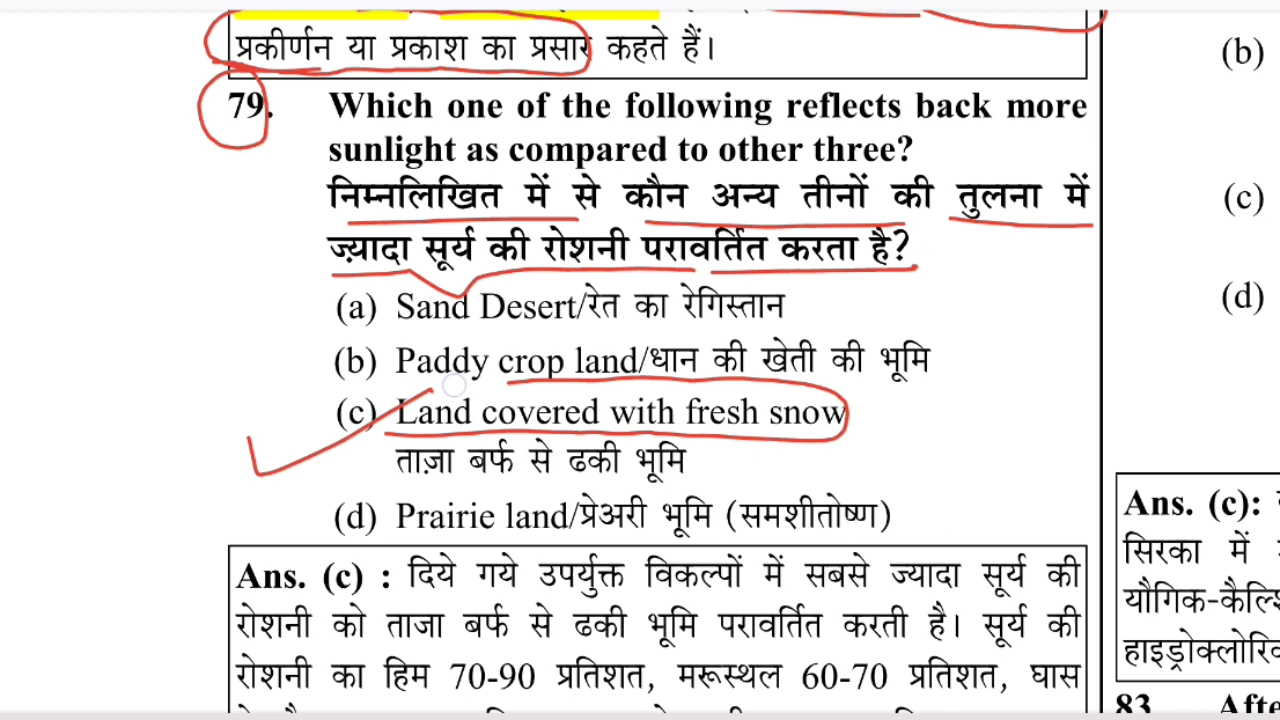 प्रकीर्णन या प्रकाश का प्रसार कहते हैं।
79. Which one of the following reflects back more
sunlight as compared to other three?
निम्नलिखित में से कौन अन्य तीनों की तुलना में
ज़्यादा सूर्य की रोशनी परावर्तित करता है?
(a) Sand Desert/रेत का रेगिस्तान
(b) Paddy crop land/धान की खेती की भूमि
(c) Land covered with fresh snow
ताज़ा बर्फ से ढकी भूमि
(d) Prairie land/प्रेअरी भूमि (समशीतोष्ण)
Ans. (c) : दिये गये उपर्युक्त विकल्पों में सबसे ज्यादा सूर्य की
रोशनी को ताजा बर्फ से ढकी भूमि परावर्तित करती है। सूर्य की
रोशनी का हिम 70-90 प्रतिशत, मरूस्थल 60-70 प्रतिशत, घास
(b)
(c)
(d)
Ans. (c):
सिरका में
83. Afte